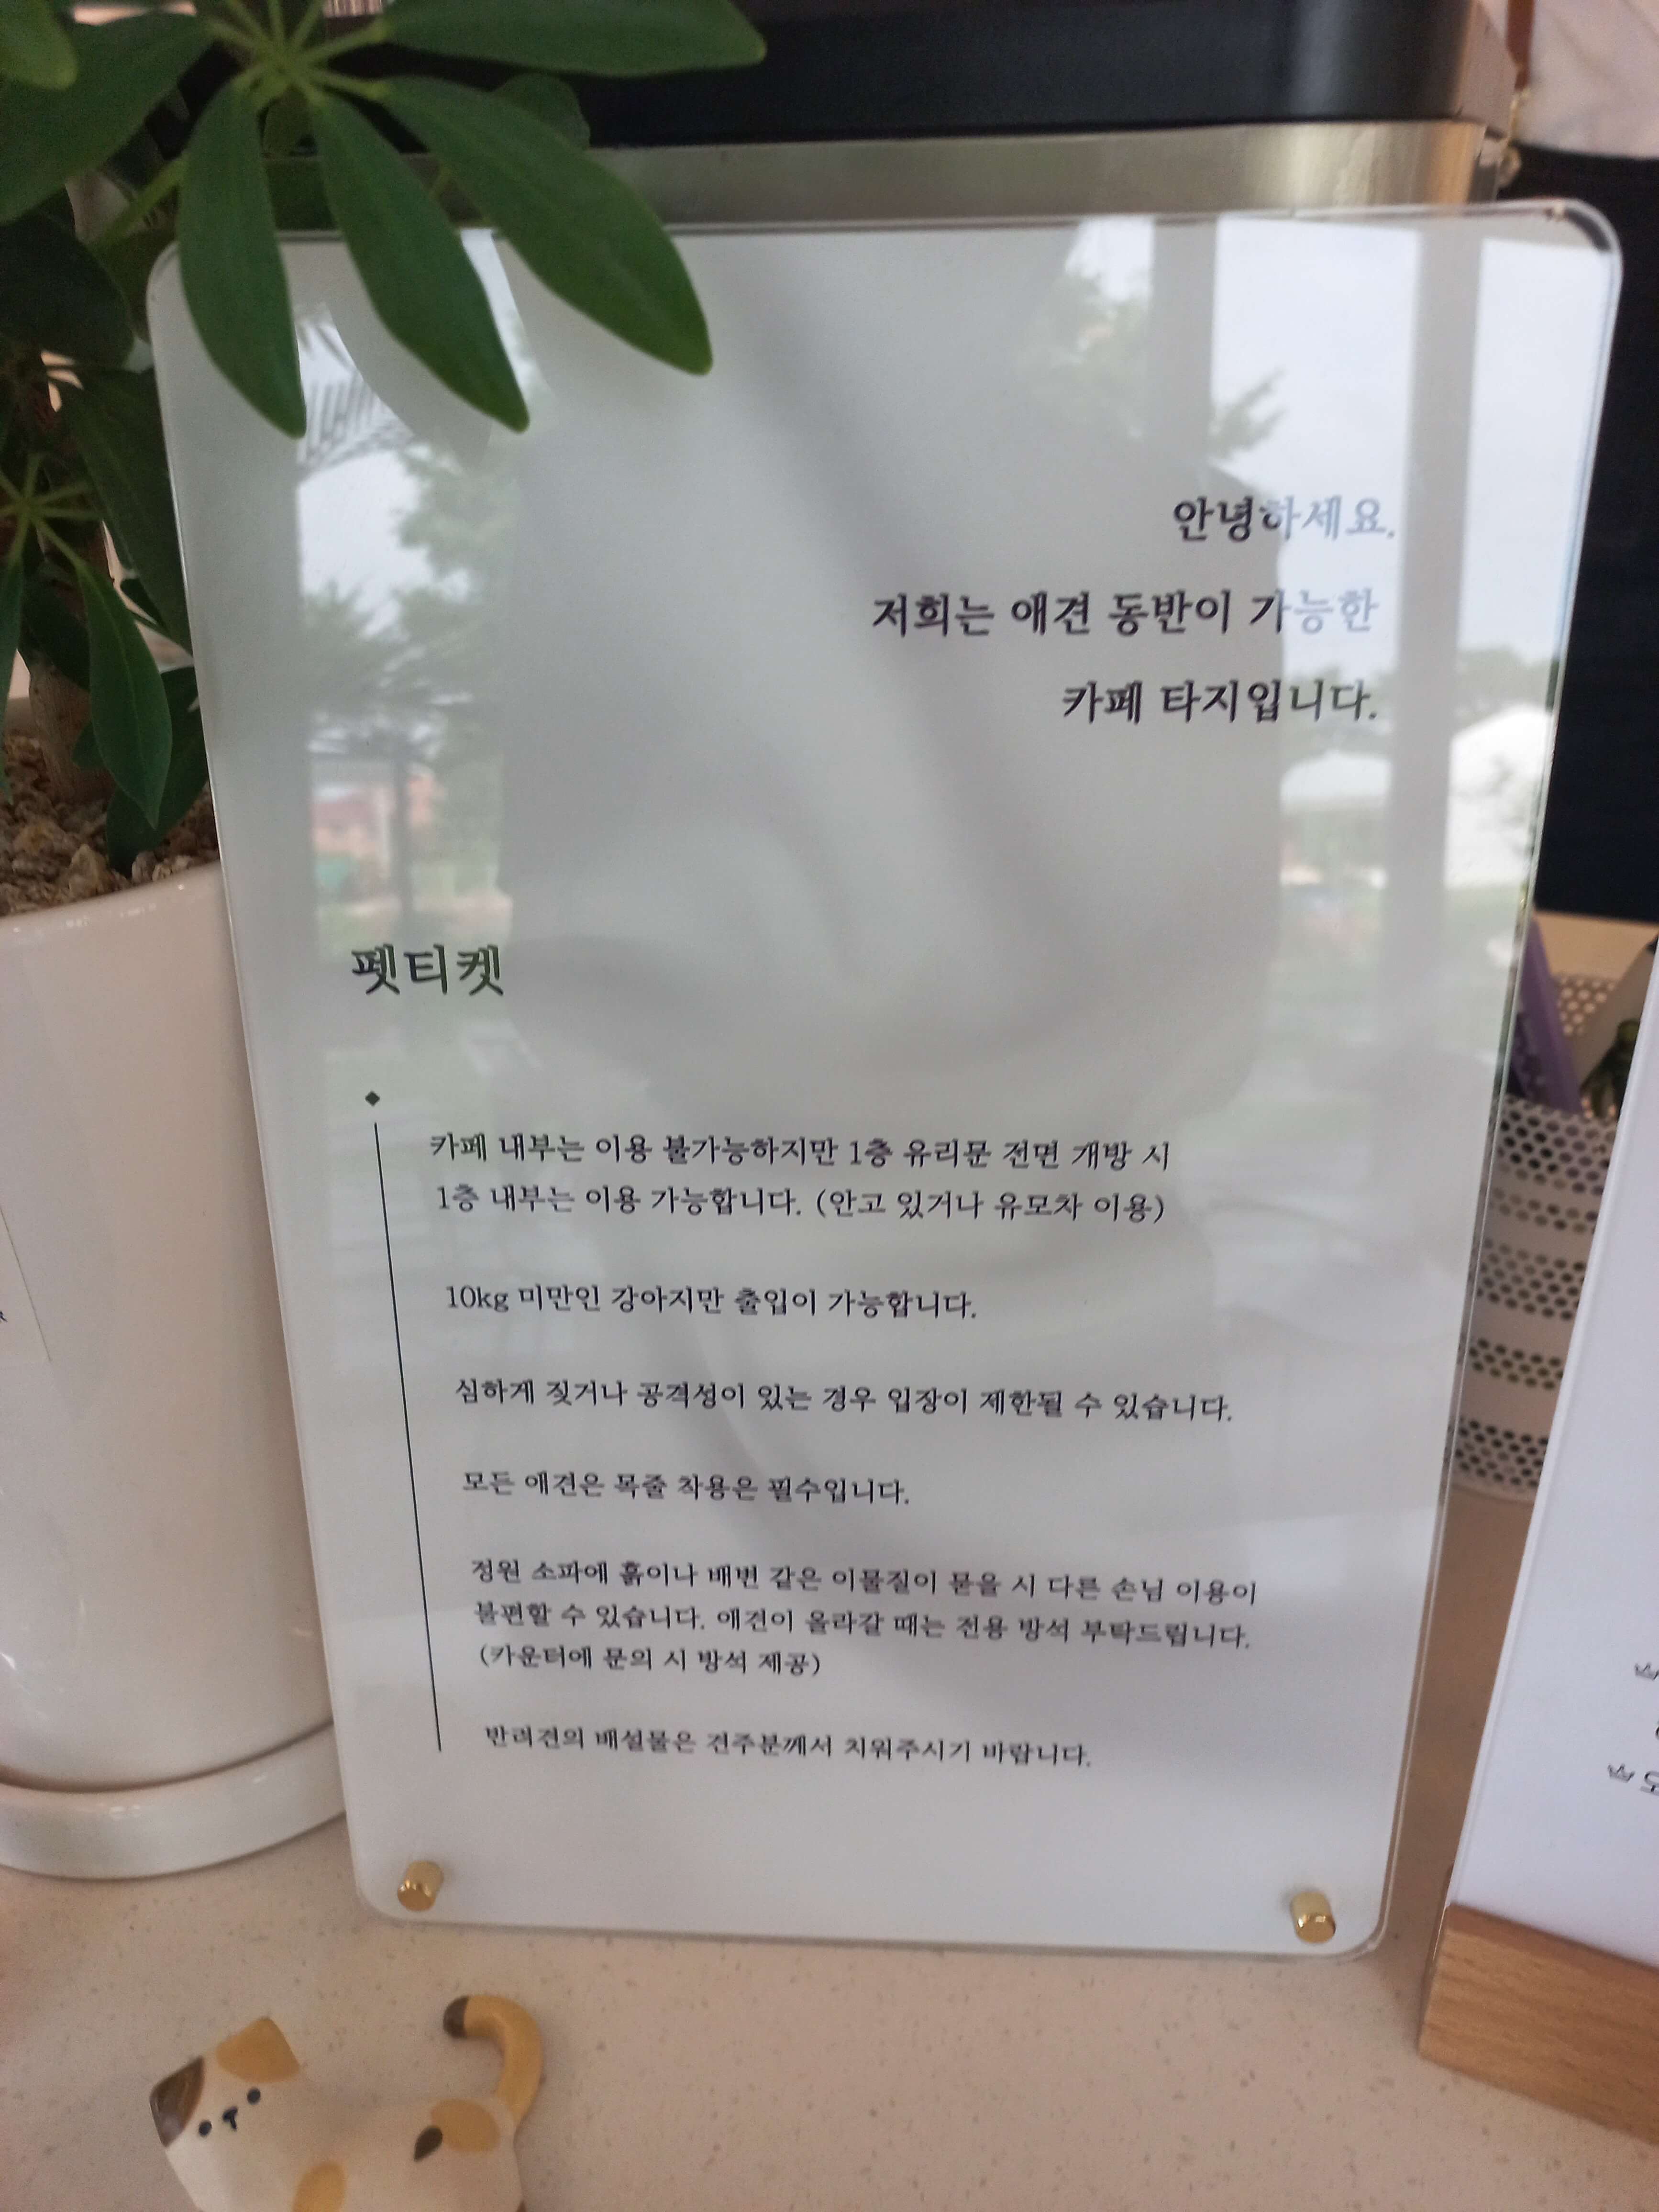 안녕하세요.
저희는 애견 동반이 가능한
카페 타지입니다.
펫티켓
카페 내부는 이용 불가능하지만 1층 유리문 전면 개방 시
1층 내부는 이용 가능합니다. (안고 있거나 유모차 이용)
10kg 미만인 강아지만 출입이 가능합니다.
심하게 짖거나 공격성이 있는 경우 입장이 제한될 수 있습니다.
모든 애견은 목줄 착용은 필수입니다.
정원 소파에 흙이나 배변 같은 이물질이 묻을 시 다른 손님 이용이
불편할 수 있습니다. 애견이 올라갈 때는 전용 방석 부탁드립니다.
(카운터에 문의 시 방석 제공)
반려견의 배설물은 견주분께서 치워주시기 바랍니다.